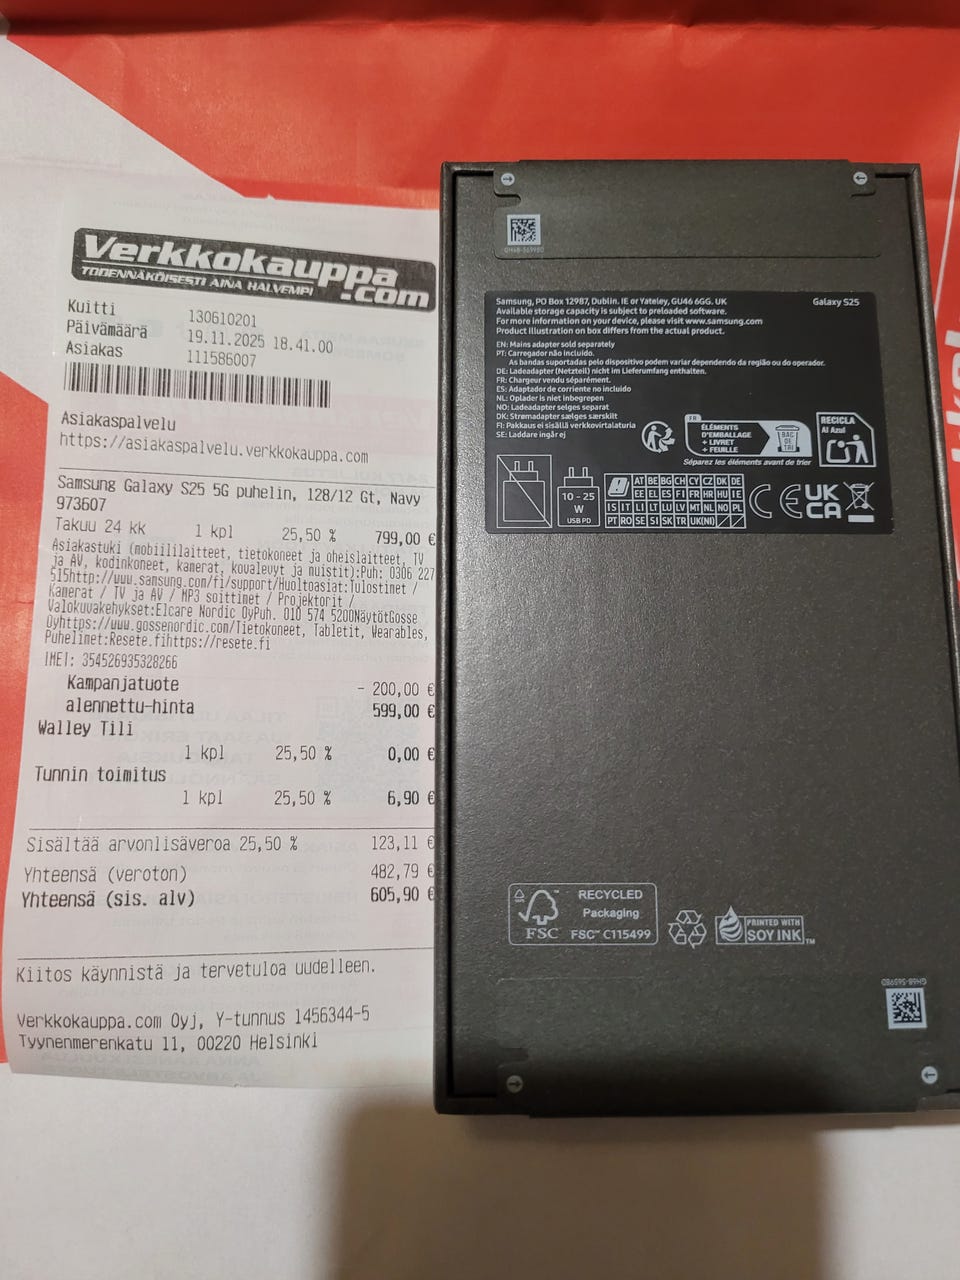 Verkkokauppa
.com
TODENNÄKÖISESTI AINA HALVEMPI
Kuitti 130610201
Päivämäärä 19.11.2025 18.41.00
Asiakas 111586007
Asiakaspalvelu
https://asiakaspalvelu.verkkokauppa.com
Samsung Galaxy S25 5G puhelin, 128/12 Gt, Navy
973607
Takuu 24 kk 1 kpl 25,50 % 799,00 €
Asiakastuki (mobiililaitteet, tietokoneet ja oheislaitteet, TV
ja AV, kodinkoneet, kamerat, kovalevyt ja muistit):Puh: 0306 227
515http://www.samsung.com/fi/support/Huoltoasiat:Tulostimet /
Kamerat / TV ja AV / MP3 soittimet / Projektorit /
Valokuvakehykset:Elcare Nordic OyPuh. 010 574 5200NäytötGosse
Oyhttps://www.gossenordic.com/Tietokoneet, Tabletit, Wearables,
Puhelimet:Resete.fihttps://resete.fi
IMEI: 354526935328266
Kampanjatuote - 200,00 €
alennettu-hinta 599,00 €
Walley Tili
1 kpl 25,50 % 0,00 €
Tunnin toimitus
1 kpl 25,50 % 6,90 €
Sisältää arvonlisäveroa 25,50 % 123,11 €
Yhteensä (veroton) 482,79 €
Yhteensä (sis. alv) 605,90 €
Kiitos käynnistä ja tervetuloa uudelleen.
Verkkokauppa.com Oyj, Y-tunnus 1456344-5
Tyynenmerenkatu 11, 00220 Helsinki
GH68-56998D
Samsung, PO Box 12987, Dublin. IE or Yateley, GU46 6GG. UK
Galaxy S25
Available storage capacity is subject to preloaded software.
For more information on your device, please visit www.samsung.com
Product illustration on box differs from the actual product.
EN: Mains adapter sold separately
PT: Carregador não incluído.
As bandas suportadas pelo dispositivo podem variar dependendo da região ou do operador.
DE: Ladeadapter (Netzteil) nicht im Lieferumfang enthalten.
FR: Chargeur vendu séparément.
ES: Adaptador de corriente no incluido
NL: Oplader is niet inbegrepen
NO: Ladeadapter selges separat
DK: Strømadapter sælges særskilt
FI: Pakkaus ei sisällä verkkovirtalaturia
SE: Laddare ingår ej
FR
ÉLÉMENTS
D'EMBALLAGE
+ LIVRET
+ FEUILLE
BAC
DE
TRI
Séparez les éléments avant de trier
RECICLA
Al Azul
10 - 25
W
USB PD
AT BE BG CH CY CZ DK DE
EE EL ES FI FR HR HU IE
IS IT LI LT LU LV MT NL NO PL
PT RO SE SI SK TR UK(NI)
CE
UK
CA
FSC
RECYCLED
Packaging
FSC™ C115499
PRINTED WITH
SOY INK™